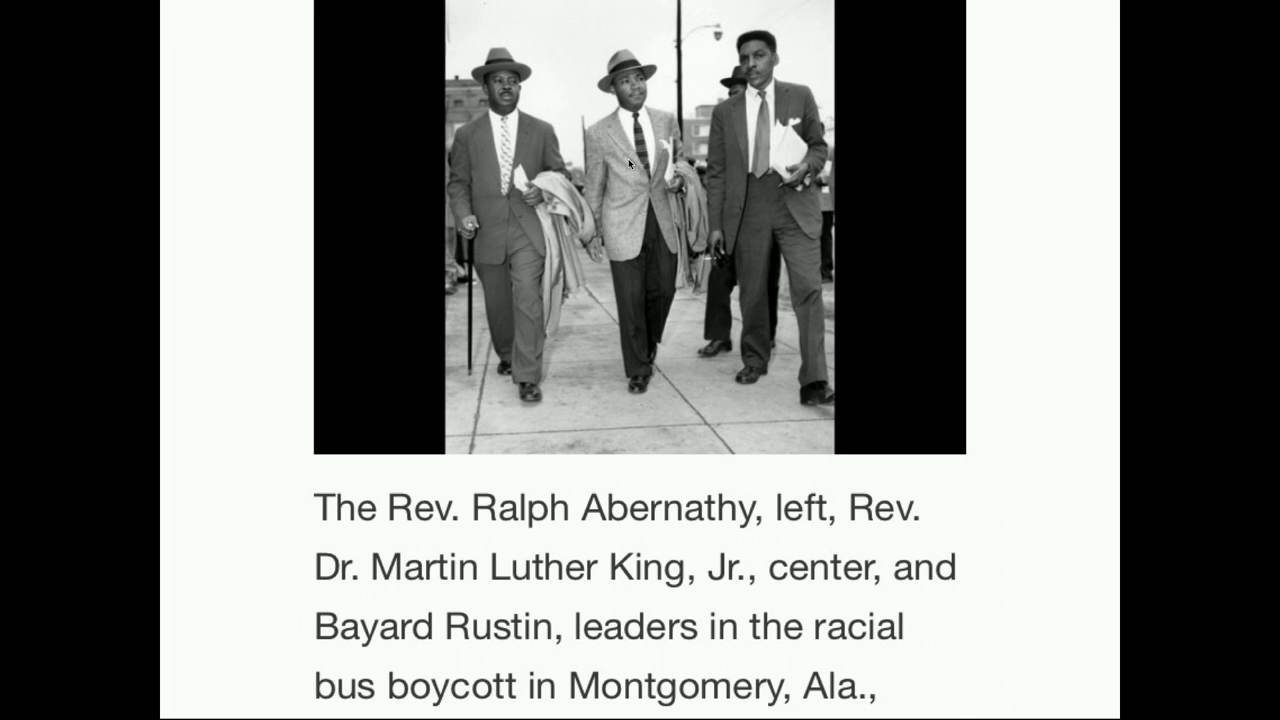 The Rev. Ralph Abernathy, left, Rev.
Dr. Martin Luther King, Jr., center, and
Bayard Rustin, leaders in the racial
bus boycott in Montgomery, Ala.,